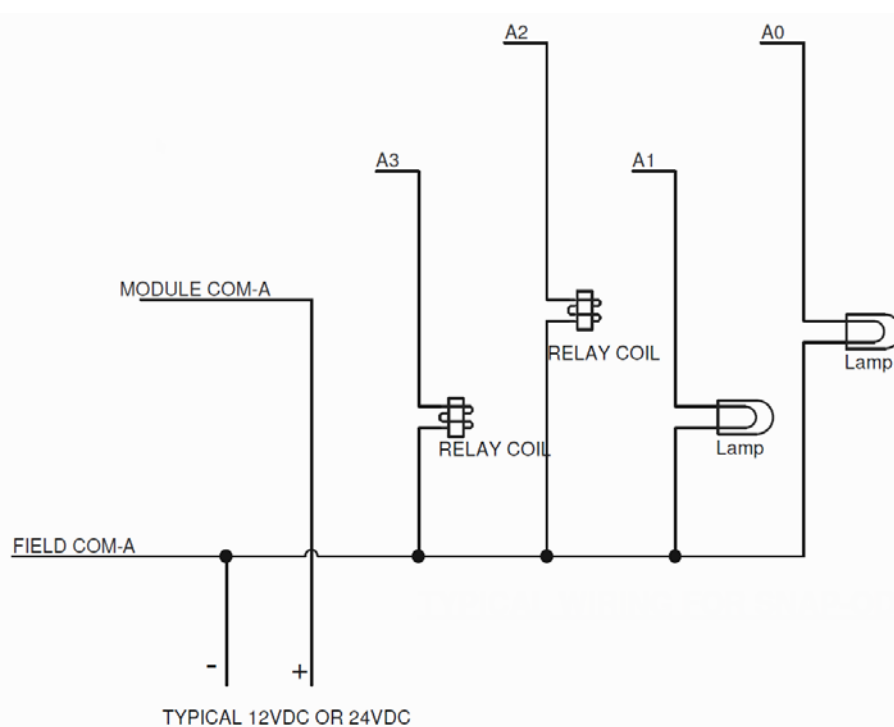 A2
A0
A3
A1
MODULE COM-A
RELAY COIL
Lamp
RELAY COIL
Lamp
FIELD COM-A
-
+
TYPICAL 12VDC OR 24VDC